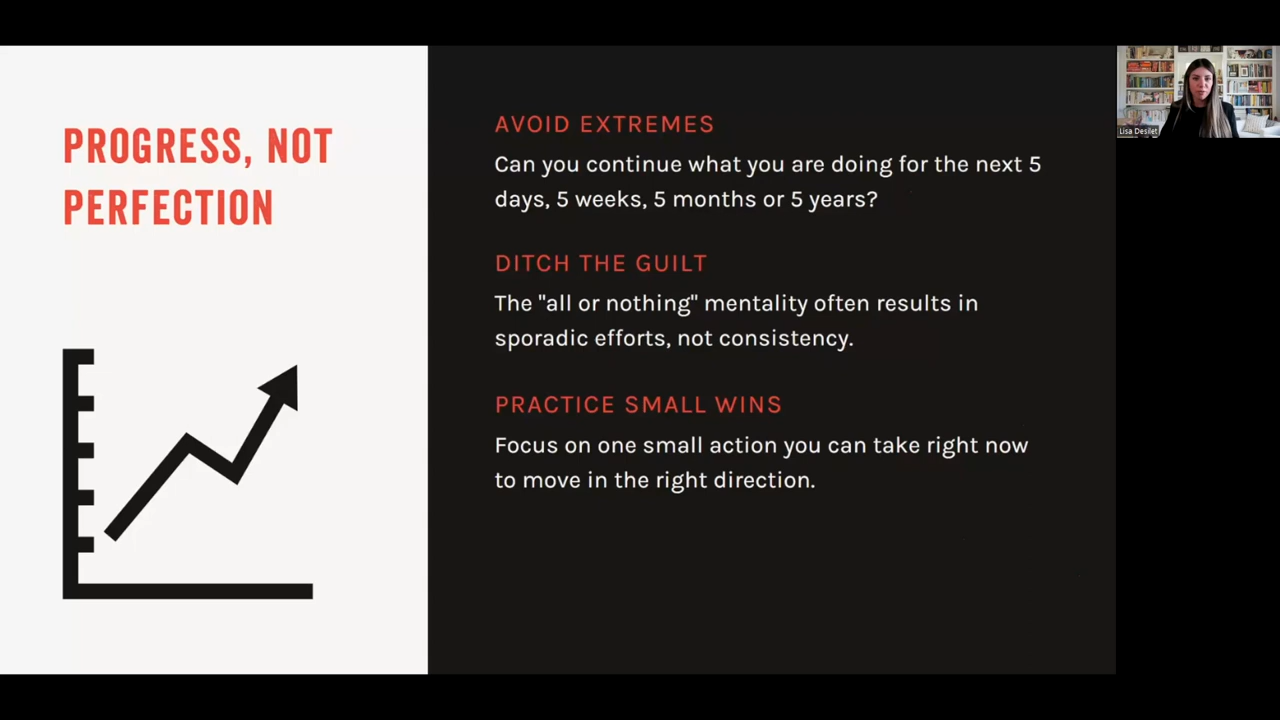 PROGRESS, NOT
PERFECTION
AVOID EXTREMES
Can you continue what you are doing for the next 5
days, 5 weeks, 5 months or 5 years?
DITCH THE GUILT
The "all or nothing" mentality often results in
sporadic efforts, not consistency.
PRACTICE SMALL WINS
Focus on one small action you can take right now
to move in the right direction.
Lisa Desilet